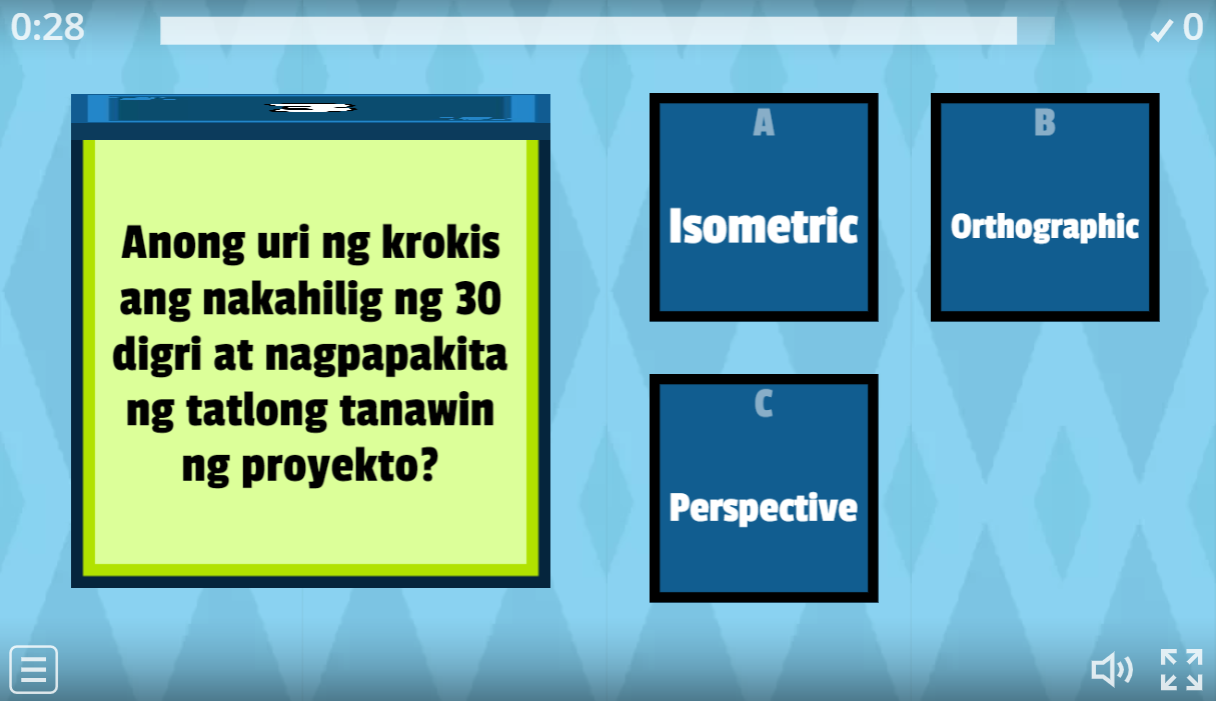 0:28
✓ 0
Anong uri ng krokis
ang nakahilig ng 30
digri at nagpapakita
ng tatlong tanawin
ng proyekto?
A
Isometric
B
Orthographic
C
Perspective